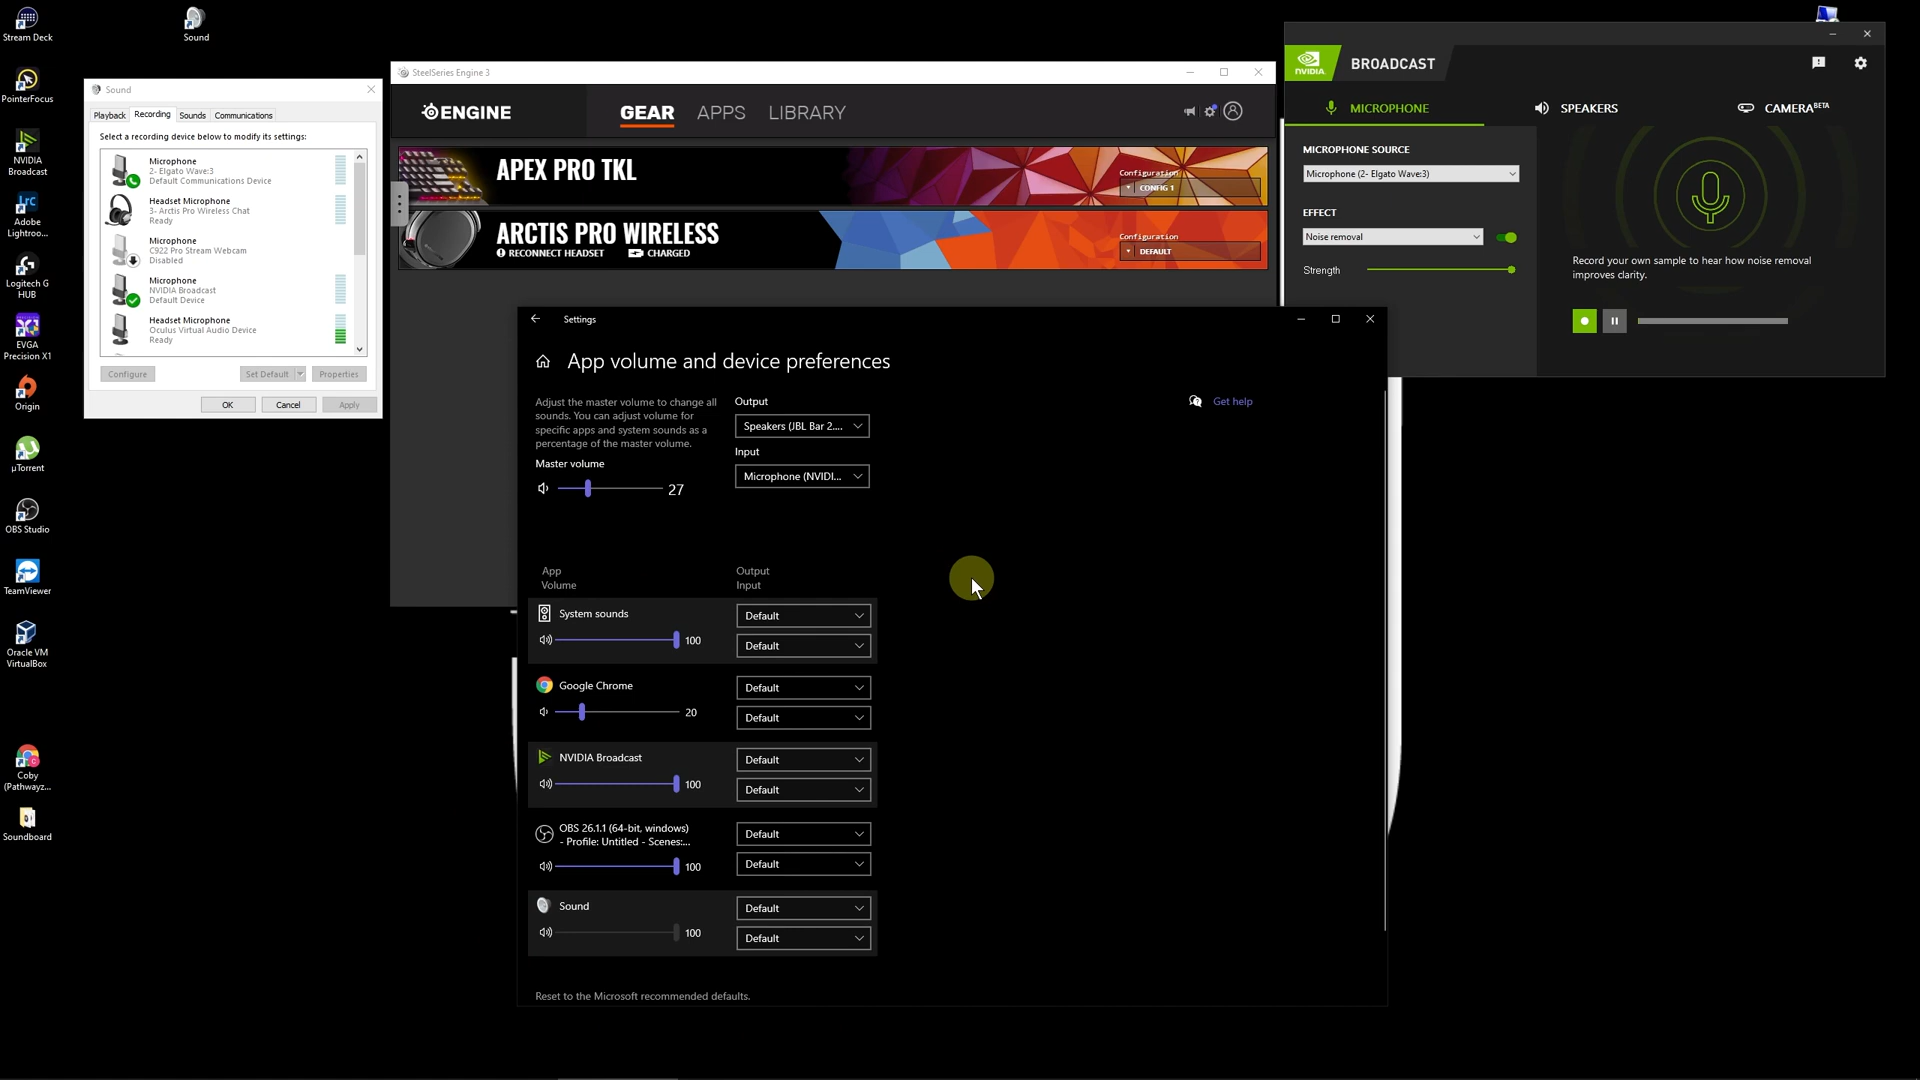 Stream Deck
PointerFocus
NVIDIA
Broadcast
Adobe
Lightroo...
Logitech G
HUB
EVGA
Precision X1
Origin
µTorrent
OBS Studio
TeamViewer
Oracle VM
VirtualBox
Coby
(Pathwayz...
Soundboard
Sound
Sound
Playback Recording Sounds Communications
Select a recording device below to modify its settings:
Microphone
2- Elgato Wave:3
Default Communications Device
Headset Microphone
3- Arctis Pro Wireless Chat
Ready
Microphone
C922 Pro Stream Webcam
Disabled
Microphone
NVIDIA Broadcast
Default Device
Headset Microphone
Oculus Virtual Audio Device
Ready
Configure Set Default Properties
OK Cancel Apply
SteelSeries Engine 3
ENGINE GEAR APPS LIBRARY
APEX PRO TKL
Configuration
CONFIG 1
ARCTIS PRO WIRELESS
RECONNECT HEADSET CHARGED
Configuration
DEFAULT
NVIDIA BROADCAST
MICROPHONE SPEAKERS CAMERA BETA
MICROPHONE SOURCE
Microphone (2- Elgato Wave:3)
EFFECT
Noise removal
Strength
Record your own sample to hear how noise removal
improves clarity.
Settings
App volume and device preferences
Adjust the master volume to change all
sounds. You can adjust volume for
specific apps and system sounds as a
percentage of the master volume.
Master volume
27
Output
Speakers (JBL Bar 2....
Input
Microphone (NVIDI...
Get help
App
Volume
Output
Input
System sounds
100
Default
Default
Google Chrome
20
Default
Default
NVIDIA Broadcast
100
Default
Default
OBS 26.1.1 (64-bit, windows)
- Profile: Untitled - Scenes:...
100
Default
Default
Sound
100
Default
Default
Reset to the Microsoft recommended defaults.